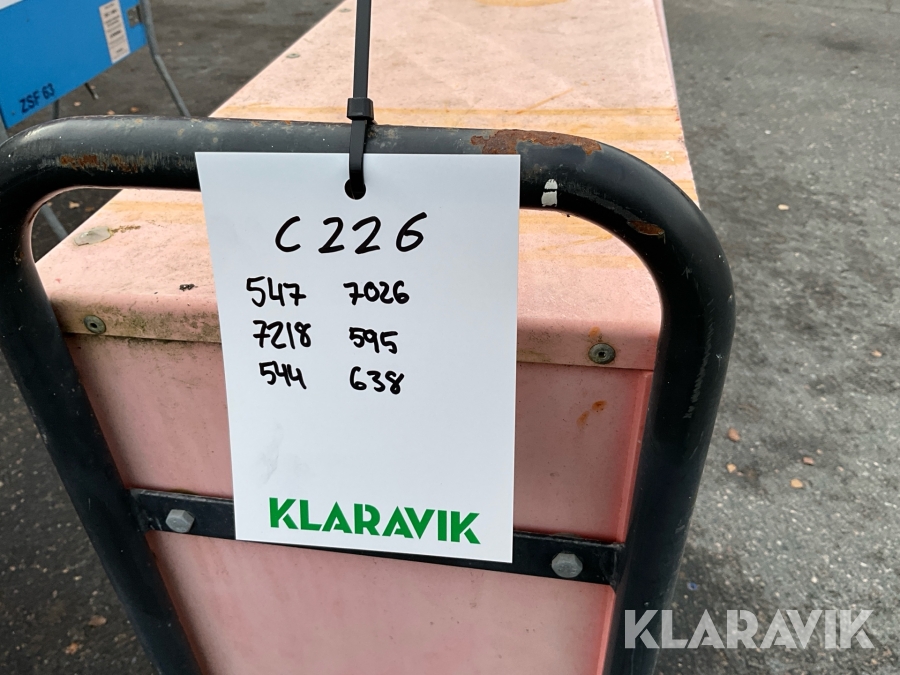 ZSF 63
C226
547 7026
7218 595
544 638
KLARAVIK
KLARAVIK